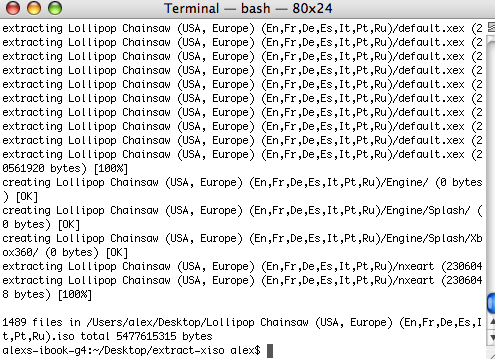 Terminal — bash — 80x24
extracting Lollipop Chainsaw (USA, Europe) (En,Fr,De,Es,It,Pt,Ru)/default.xex (2
extracting Lollipop Chainsaw (USA, Europe) (En,Fr,De,Es,It,Pt,Ru)/default.xex (2
extracting Lollipop Chainsaw (USA, Europe) (En,Fr,De,Es,It,Pt,Ru)/default.xex (2
extracting Lollipop Chainsaw (USA, Europe) (En,Fr,De,Es,It,Pt,Ru)/default.xex (2
extracting Lollipop Chainsaw (USA, Europe) (En,Fr,De,Es,It,Pt,Ru)/default.xex (2
extracting Lollipop Chainsaw (USA, Europe) (En,Fr,De,Es,It,Pt,Ru)/default.xex (2
extracting Lollipop Chainsaw (USA, Europe) (En,Fr,De,Es,It,Pt,Ru)/default.xex (2
extracting Lollipop Chainsaw (USA, Europe) (En,Fr,De,Es,It,Pt,Ru)/default.xex (2
extracting Lollipop Chainsaw (USA, Europe) (En,Fr,De,Es,It,Pt,Ru)/default.xex (2
extracting Lollipop Chainsaw (USA, Europe) (En,Fr,De,Es,It,Pt,Ru)/default.xex (2
0561920 bytes) [100%]
creating Lollipop Chainsaw (USA, Europe) (En,Fr,De,Es,It,Pt,Ru)/Engine/ (0 bytes
) [OK]
creating Lollipop Chainsaw (USA, Europe) (En,Fr,De,Es,It,Pt,Ru)/Engine/Splash/ (
0 bytes) [OK]
creating Lollipop Chainsaw (USA, Europe) (En,Fr,De,Es,It,Pt,Ru)/Engine/Splash/Xb
ox360/ (0 bytes) [OK]
extracting Lollipop Chainsaw (USA, Europe) (En,Fr,De,Es,It,Pt,Ru)/nxeart (230604
extracting Lollipop Chainsaw (USA, Europe) (En,Fr,De,Es,It,Pt,Ru)/nxeart (230604
8 bytes) [100%]
1489 files in /Users/alex/Desktop/Lollipop Chainsaw (USA, Europe) (En,Fr,De,Es,I
t,Pt,Ru).iso total 5477615315 bytes
alexs-ibook-g4:~/Desktop/extract-xiso alex$